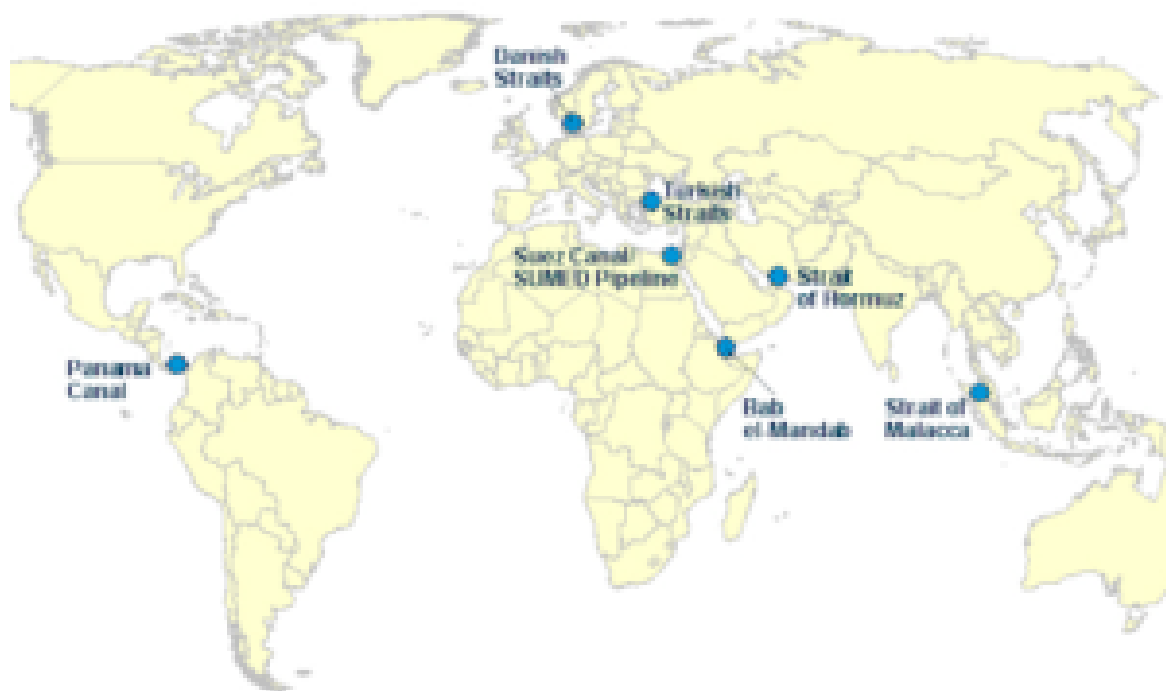 Danish
Straits
Turkish
Straits
Suez Canal/
SUMED Pipeline
Strait
of Hormuz
Panama
Canal
Bab
el-Mandab
Strait of
Malacca